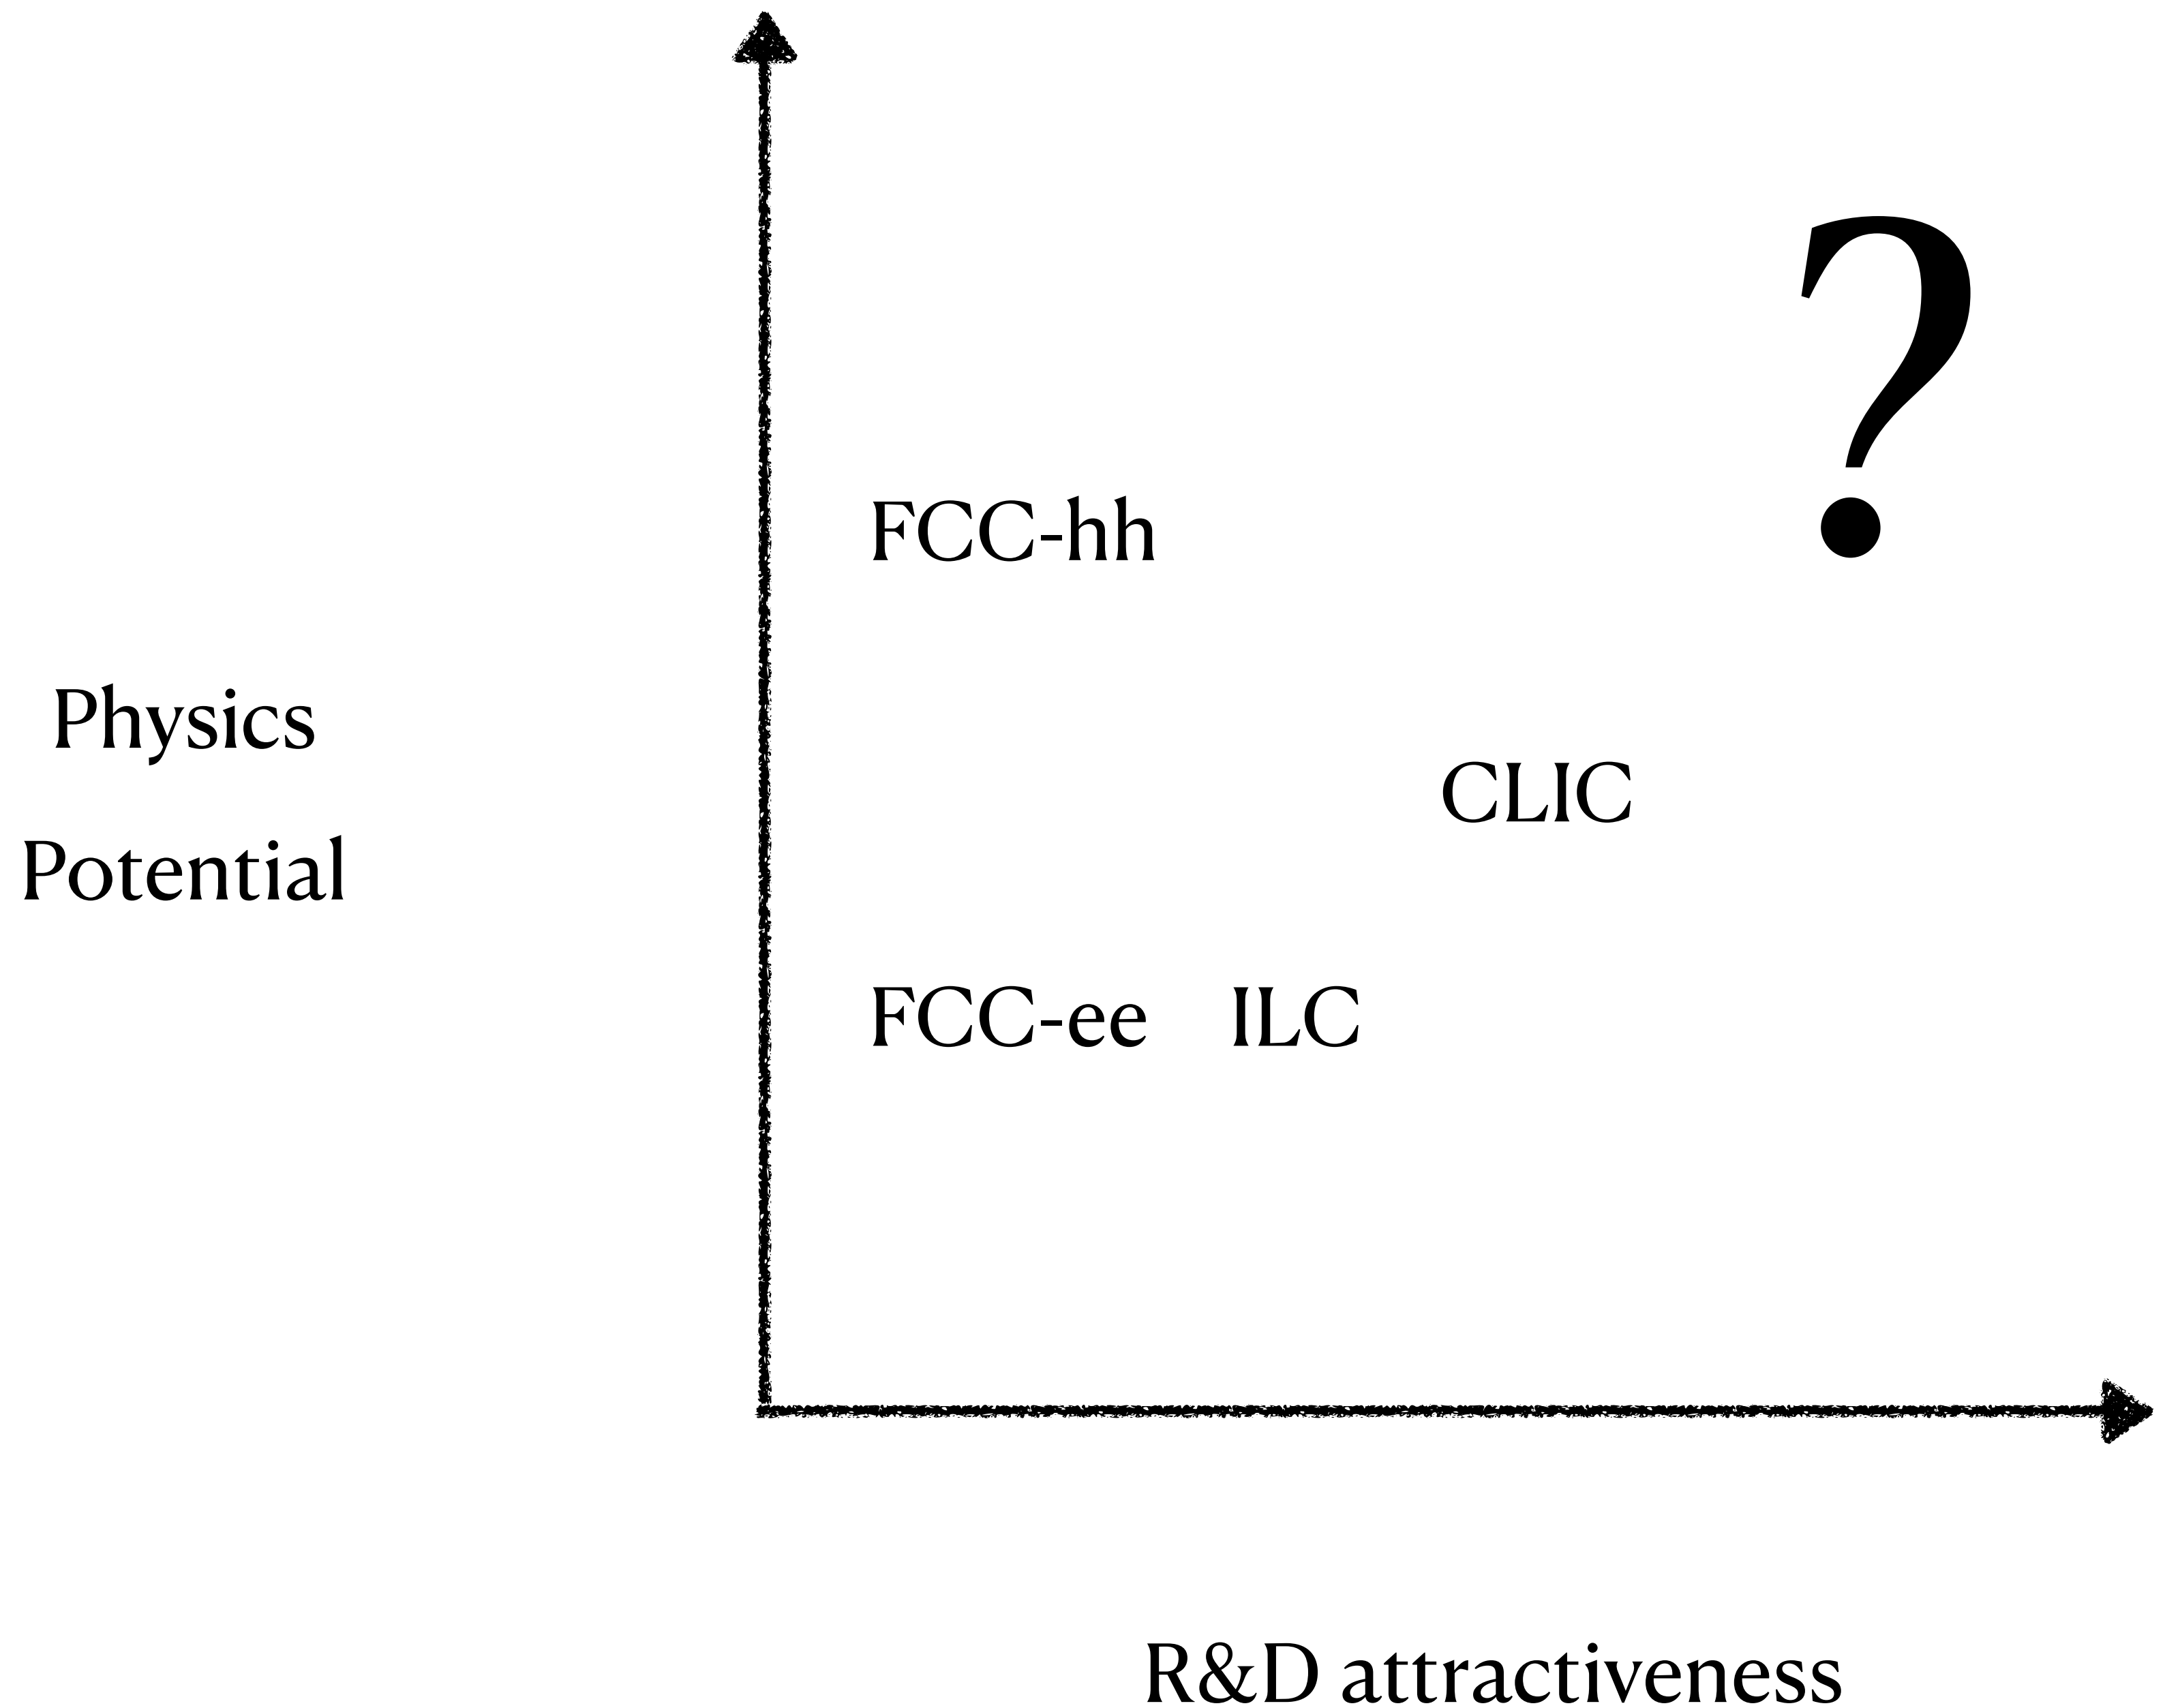 ?
FCC-hh
Physics
Potential
CLIC
FCC-ee ILC
R&D attractiveness